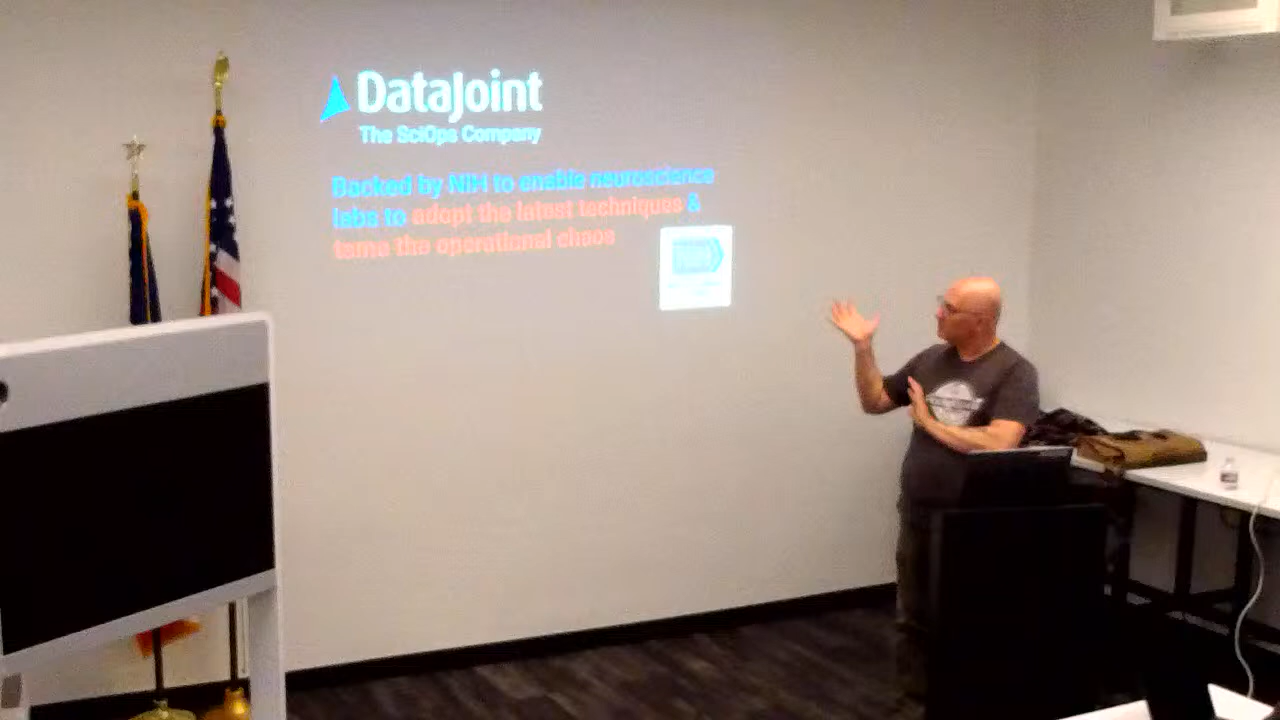 DataJoint
The SciOps Company
Backed by NIH to enable neuroscience
labs to adopt the latest techniques &
tame the operational chaos